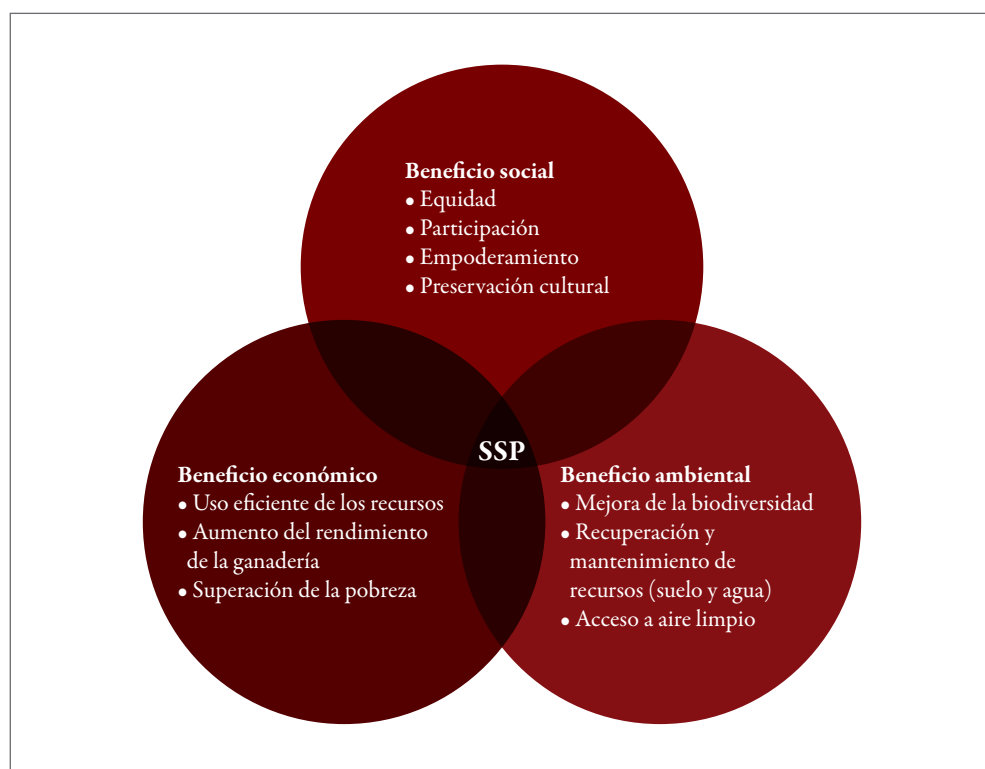 Beneficio social
• Equidad
• Participación
• Empoderamiento
• Preservación cultural
SSP
Beneficio económico
• Uso eficiente de los recursos
• Aumento del rendimiento
de la ganadería
• Superación de la pobreza
Beneficio ambiental
• Mejora de la biodiversidad
• Recuperación y
mantenimiento de
recursos (suelo y agua)
• Acceso a aire limpio